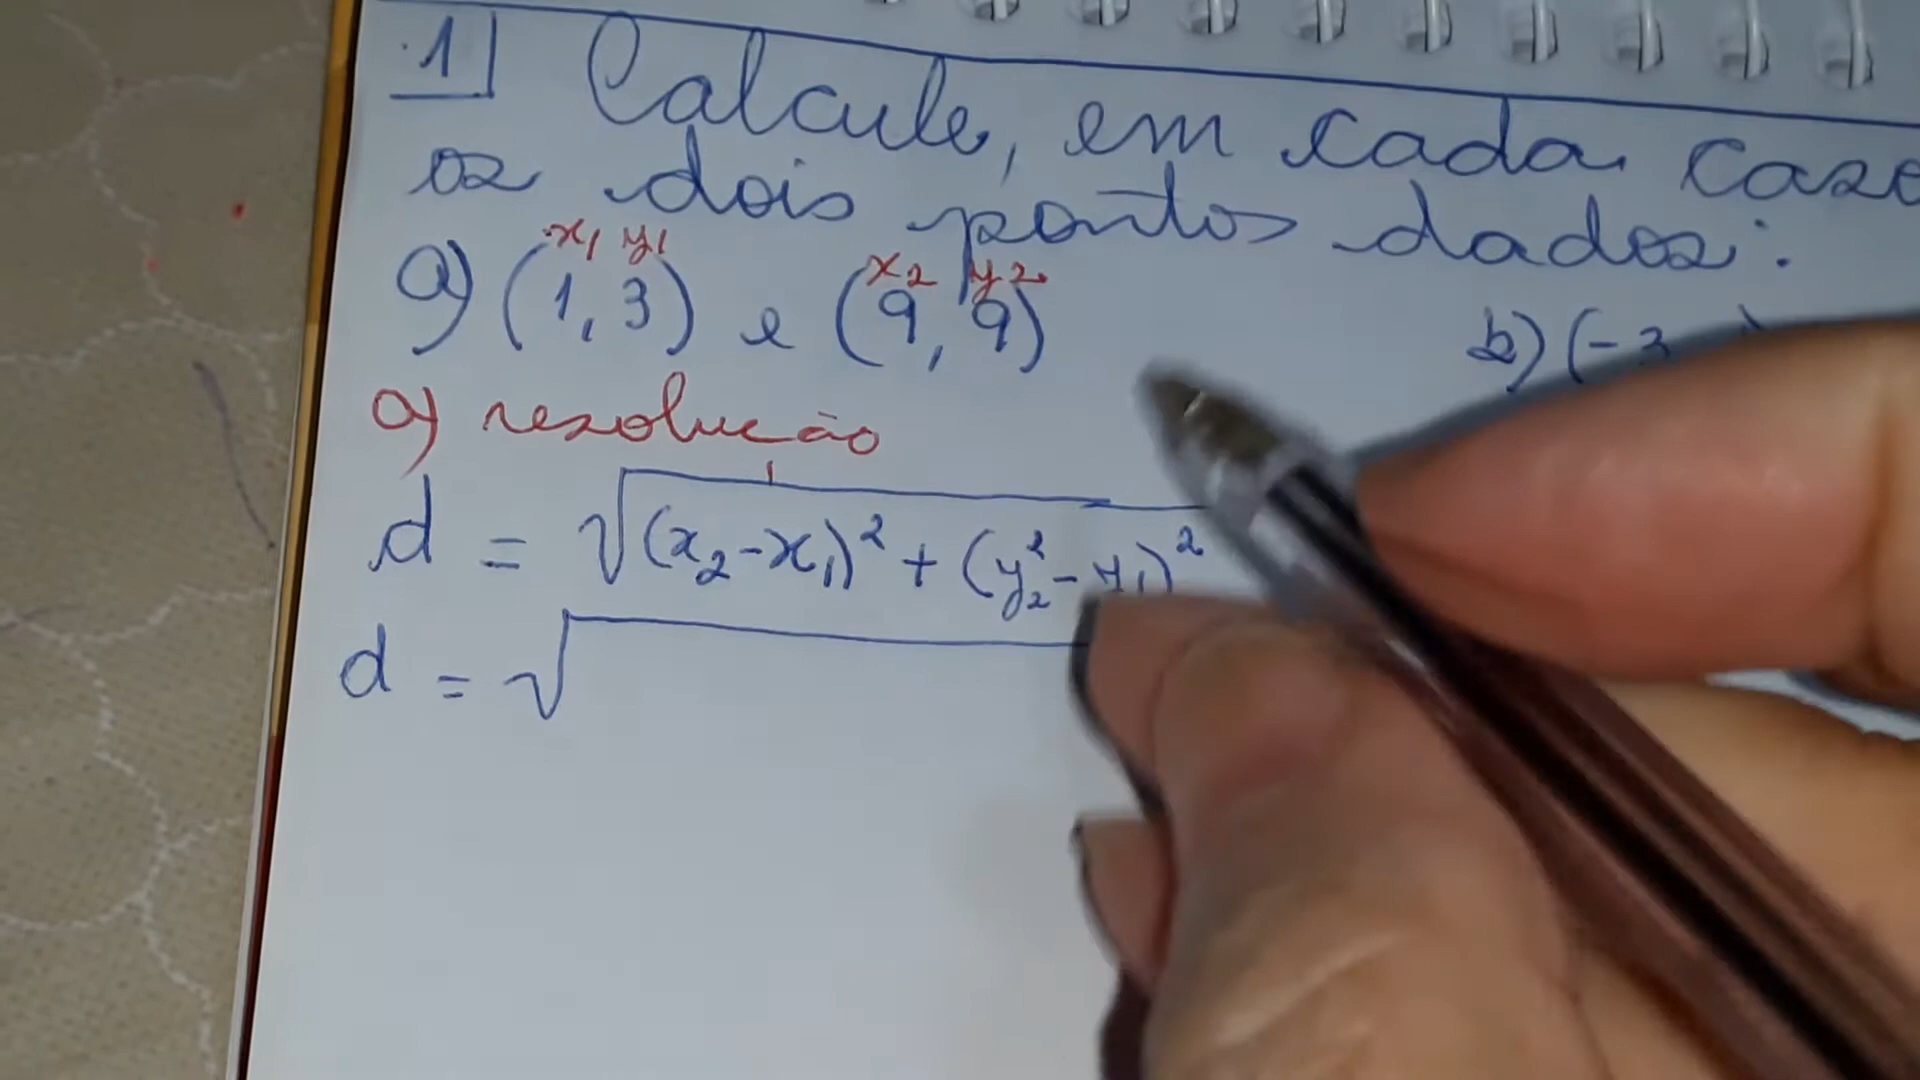 1 Calcule, em cada caso
os dois pontos dados:
x₁ y₁ x₂ y₂
a) (1, 3) e (9, 9) b) (-3
a) resolução
d = √(x₂-x₁)² + (y₂²-y₁)²
d = √